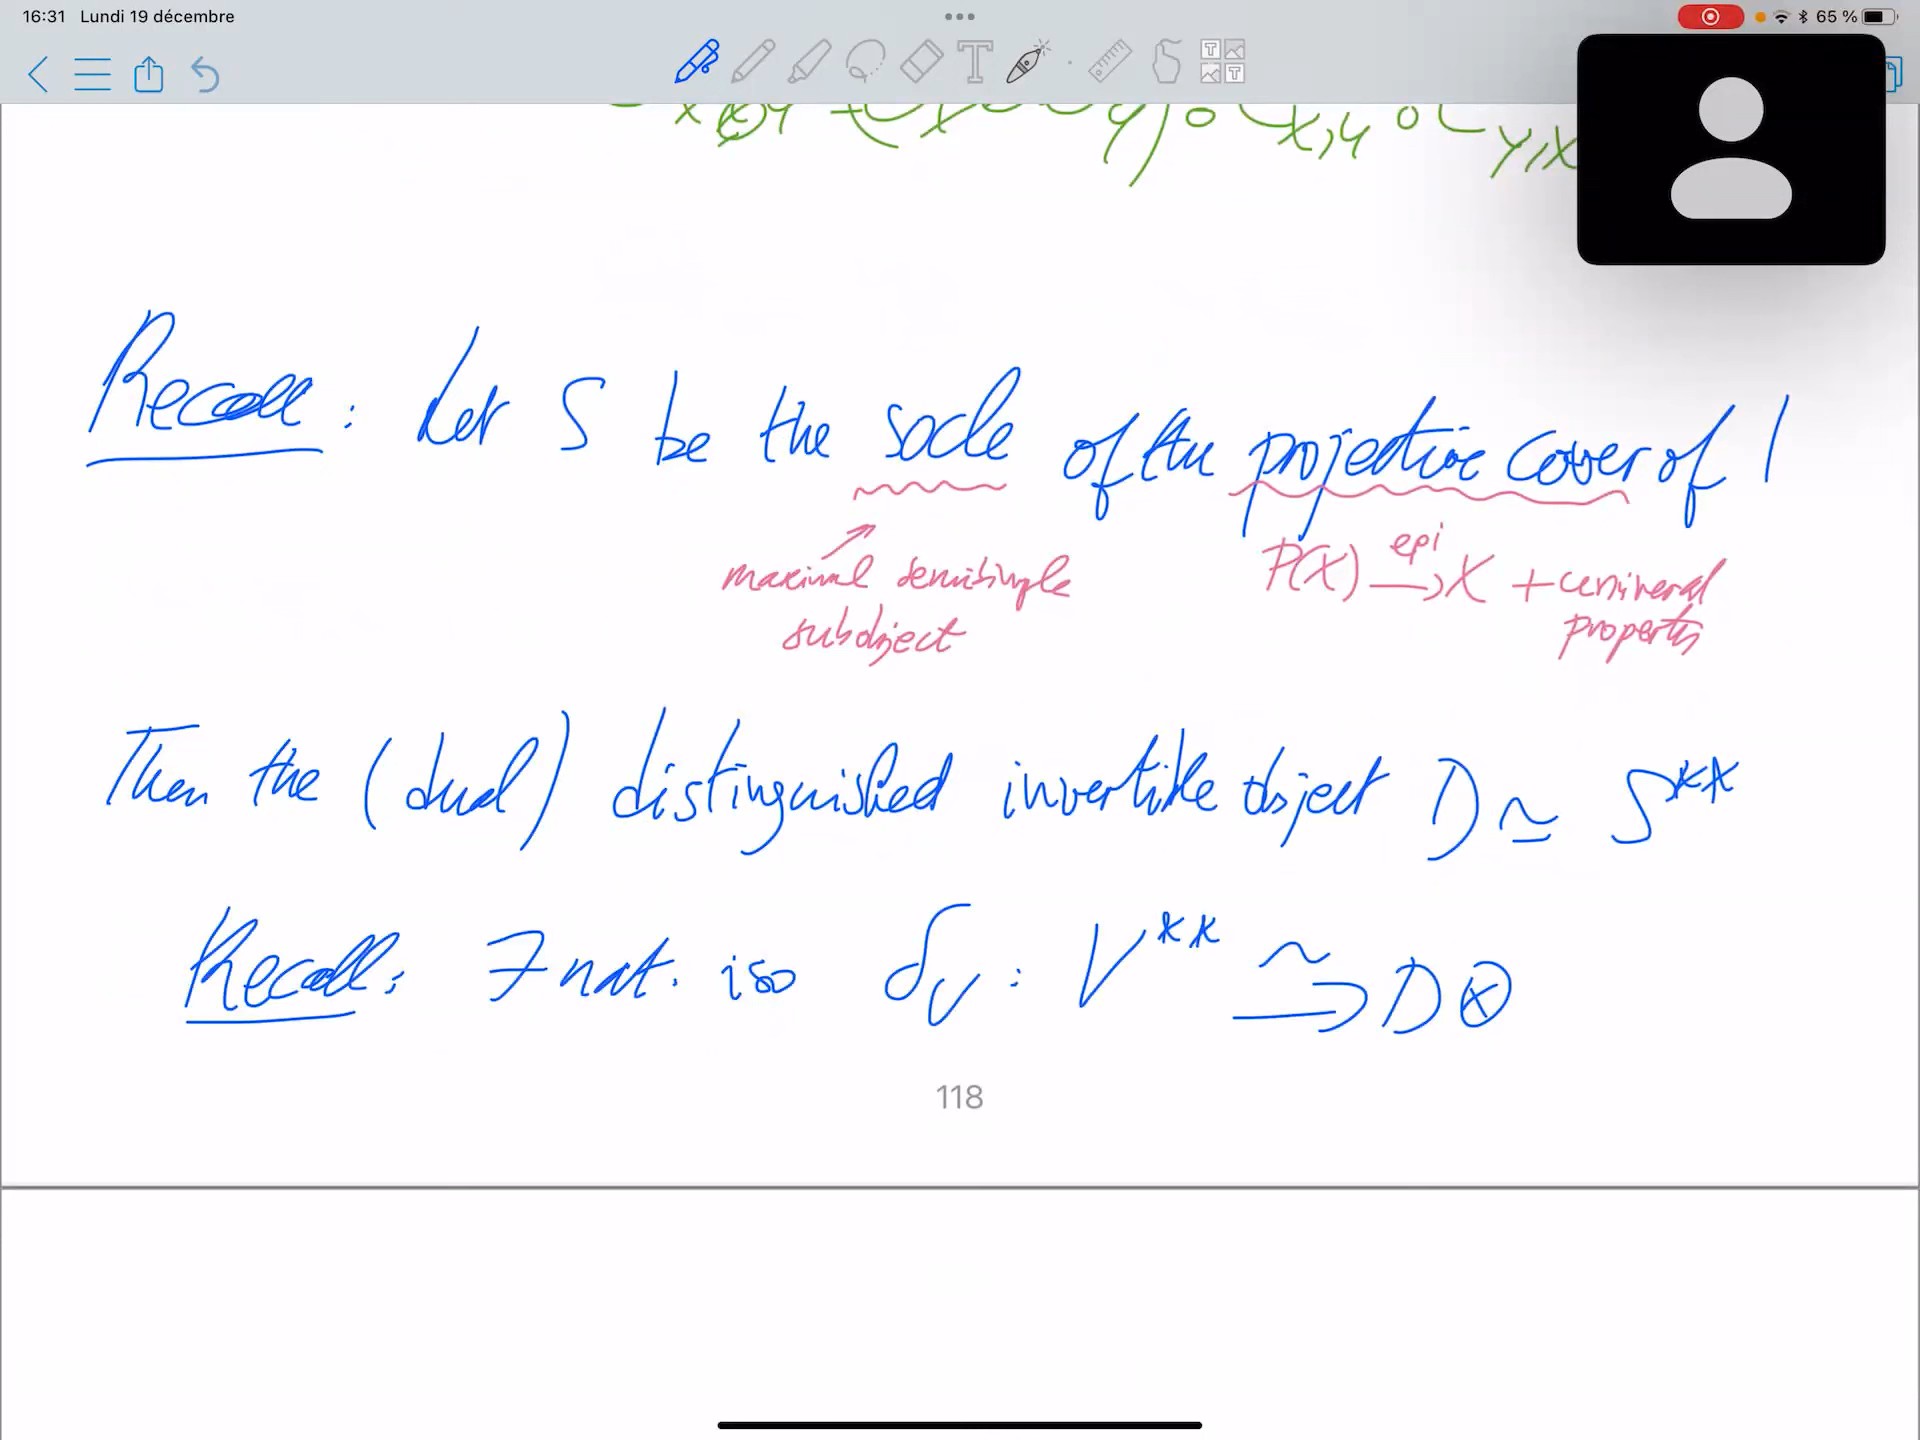 16:31 Lundi 19 décembre
65 %
X⊗Y = (X Y) ∘ X,Y ∘ Y,X
Recall : Let S be the socle of the projective cover of 1
maximal semisimple subobject
P(X) epi → X + universal property
Then the (dual) distinguished invertible object D ≃ S**
Recall: ∃ nat. iso δ_V : V** ≃→ D⊗
118